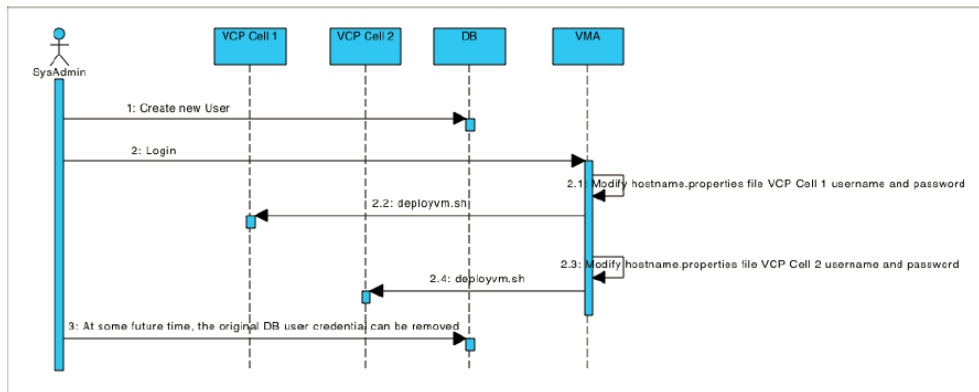 VCP Cell 1
VCP Cell 2
DB
VMA
SysAdmin
1: Create new User
2: Login
2.1: Modify hostname.properties file VCP Cell 1 username and password
2.2: deployvm.sh
2.3: Modify hostname.properties file VCP Cell 2 username and password
2.4: deployvm.sh
3: At some future time, the original DB user credential can be removed